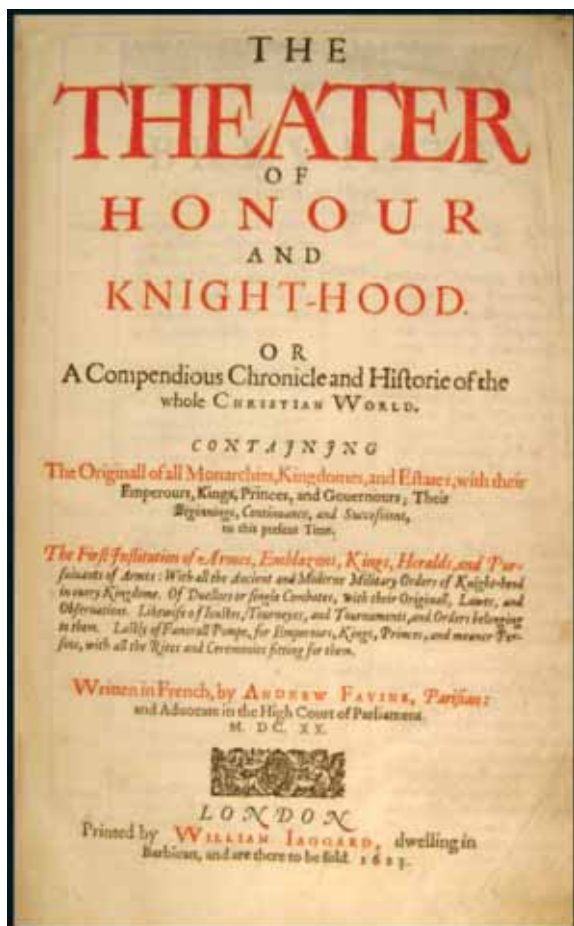 THE
THEATER
OF
HONOUR
AND
KNIGHT-HOOD.
OR
A Compendious Chronicle and Hiſtorie of the
whole CHRISTIAN WORLD.
CONTAINING
The Originall of all Monarchies, Kingdomes, and Eſtates, with their
Emperours, Kings, Princes, and Gouernours; Their
Beginnings, Continuance, and Succeſſions,
to this preſent Time.
The Firſt Inſtitution of Armes, Emblazons, Kings, Heralds, and Pur-
ſuiuants of Armes: With all the Ancient and Moderne Military Orders of Knight-hood
in euery Kingdome. Of Duelloes or ſingle Combates, with their Originall, Lawes, and
Obſeruations. Likewiſe of Iouſtes, Tourneyes, and Tournaments, and Orders belonging
to them. Laſtly of Funerall Pompe, for Emperours, Kings, Princes, and meaner Per-
ſons, with all the Rites and Ceremonies fitting for them.
Written in French, by ANDREW FAVINE, Pariſian:
and Aduocate in the High Court of Parliament.
M. DC. XX.
LONDON
Printed by WILLIAM IAGGARD, dwelling in
Barbican, and are there to be ſold. 1623.